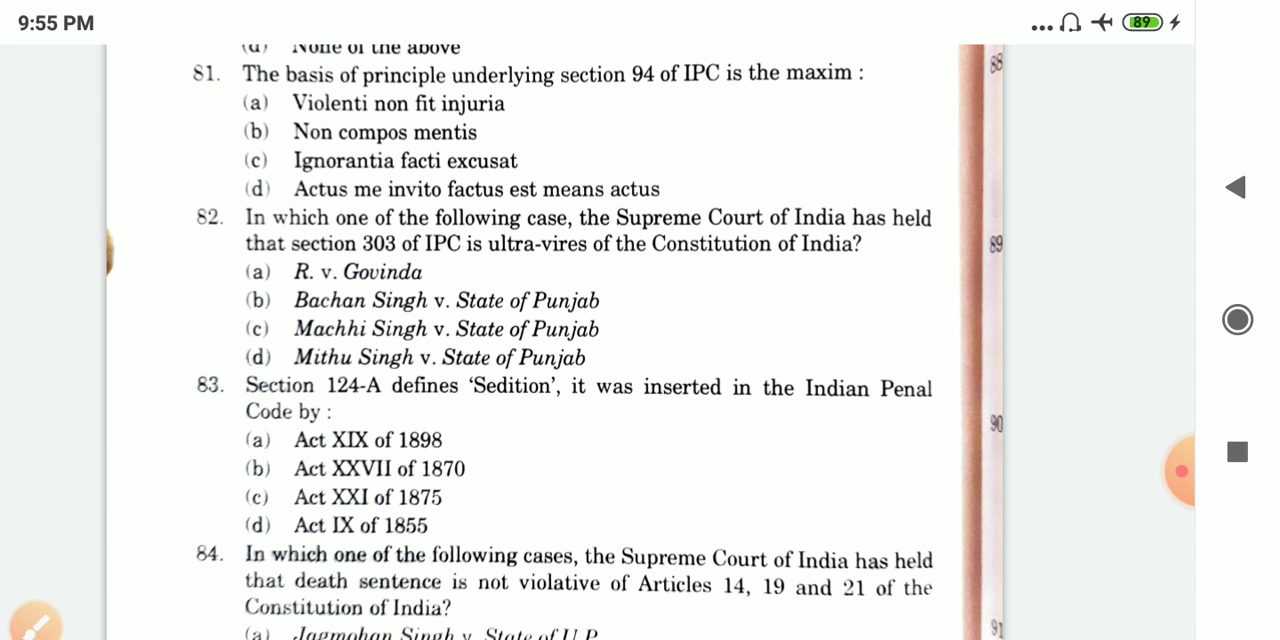 9:55 PM
... 89
(d) None of the above
81. The basis of principle underlying section 94 of IPC is the maxim :
(a) Violenti non fit injuria
(b) Non compos mentis
(c) Ignorantia facti excusat
(d) Actus me invito factus est means actus
82. In which one of the following case, the Supreme Court of India has held
that section 303 of IPC is ultra-vires of the Constitution of India?
(a) R. v. Govinda
(b) Bachan Singh v. State of Punjab
(c) Machhi Singh v. State of Punjab
(d) Mithu Singh v. State of Punjab
83. Section 124-A defines ‘Sedition’, it was inserted in the Indian Penal
Code by :
(a) Act XIX of 1898
(b) Act XXVII of 1870
(c) Act XXI of 1875
(d) Act IX of 1855
84. In which one of the following cases, the Supreme Court of India has held
that death sentence is not violative of Articles 14, 19 and 21 of the
Constitution of India?
(a) Jagmohan Singh v. State of U.P.
88
89
90
91